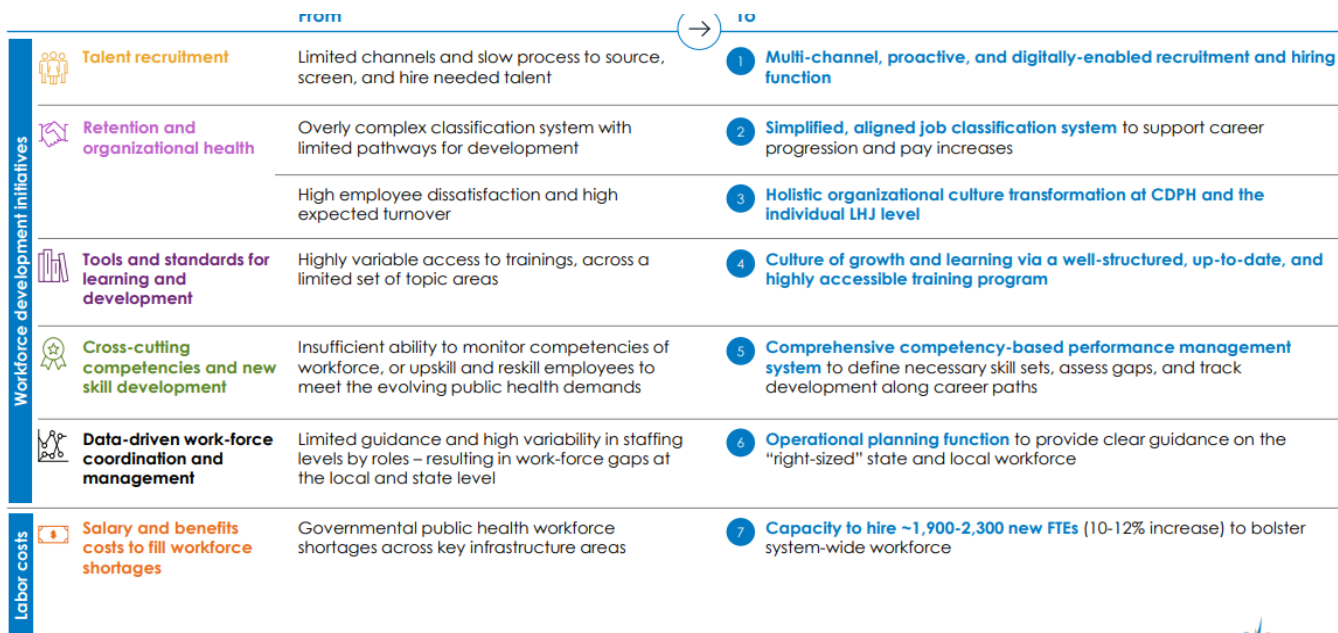 From To
Workforce development initiatives
Talent recruitment
Limited channels and slow process to source,
screen, and hire needed talent
1 Multi-channel, proactive, and digitally-enabled recruitment and hiring
function
Retention and
organizational health
Overly complex classification system with
limited pathways for development
2 Simplified, aligned job classification system to support career
progression and pay increases
High employee dissatisfaction and high
expected turnover
3 Holistic organizational culture transformation at CDPH and the
individual LHJ level
Tools and standards for
learning and
development
Highly variable access to trainings, across a
limited set of topic areas
4 Culture of growth and learning via a well-structured, up-to-date, and
highly accessible training program
Cross-cutting
competencies and new
skill development
Insufficient ability to monitor competencies of
workforce, or upskill and reskill employees to
meet the evolving public health demands
5 Comprehensive competency-based performance management
system to define necessary skill sets, assess gaps, and track
development along career paths
Data-driven work-force
coordination and
management
Limited guidance and high variability in staffing
levels by roles – resulting in work-force gaps at
the local and state level
6 Operational planning function to provide clear guidance on the
“right-sized” state and local workforce
Labor costs
Salary and benefits
costs to fill workforce
shortages
Governmental public health workforce
shortages across key infrastructure areas
7 Capacity to hire ~1,900-2,300 new FTEs (10-12% increase) to bolster
system-wide workforce